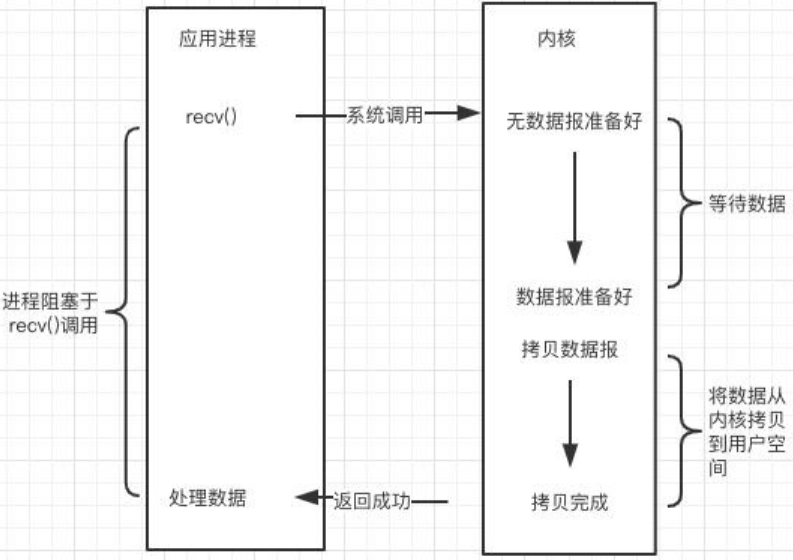 应用进程
内核
recv()
系统调用
无数据报准备好
等待数据
数据报准备好
进程阻塞于
recv()调用
拷贝数据报
将数据从
内核拷贝
到用户空
间
处理数据
返回成功
拷贝完成